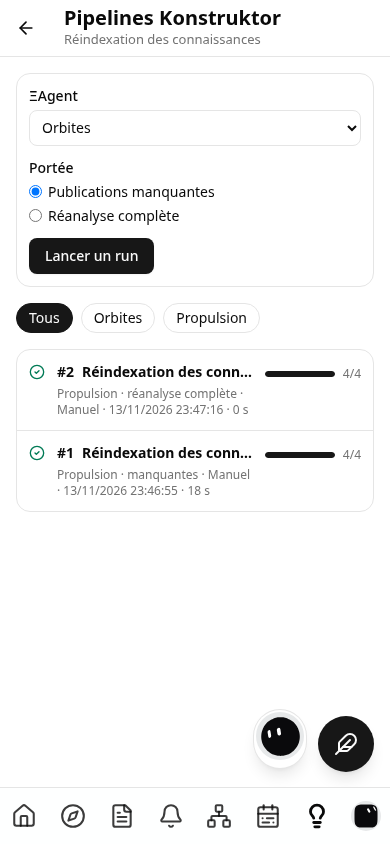 Pipelines Konstruktor
Réindexation des connaissances
ΞAgent
Orbites
Portée
Publications manquantes
Réanalyse complète
Lancer un run
Tous
Orbites
Propulsion
#2 Réindexation des conn... 4/4
Propulsion · réanalyse complète ·
Manuel · 13/11/2026 23:47:16 · 0 s
#1 Réindexation des conn... 4/4
Propulsion · manquantes · Manuel
· 13/11/2026 23:46:55 · 18 s